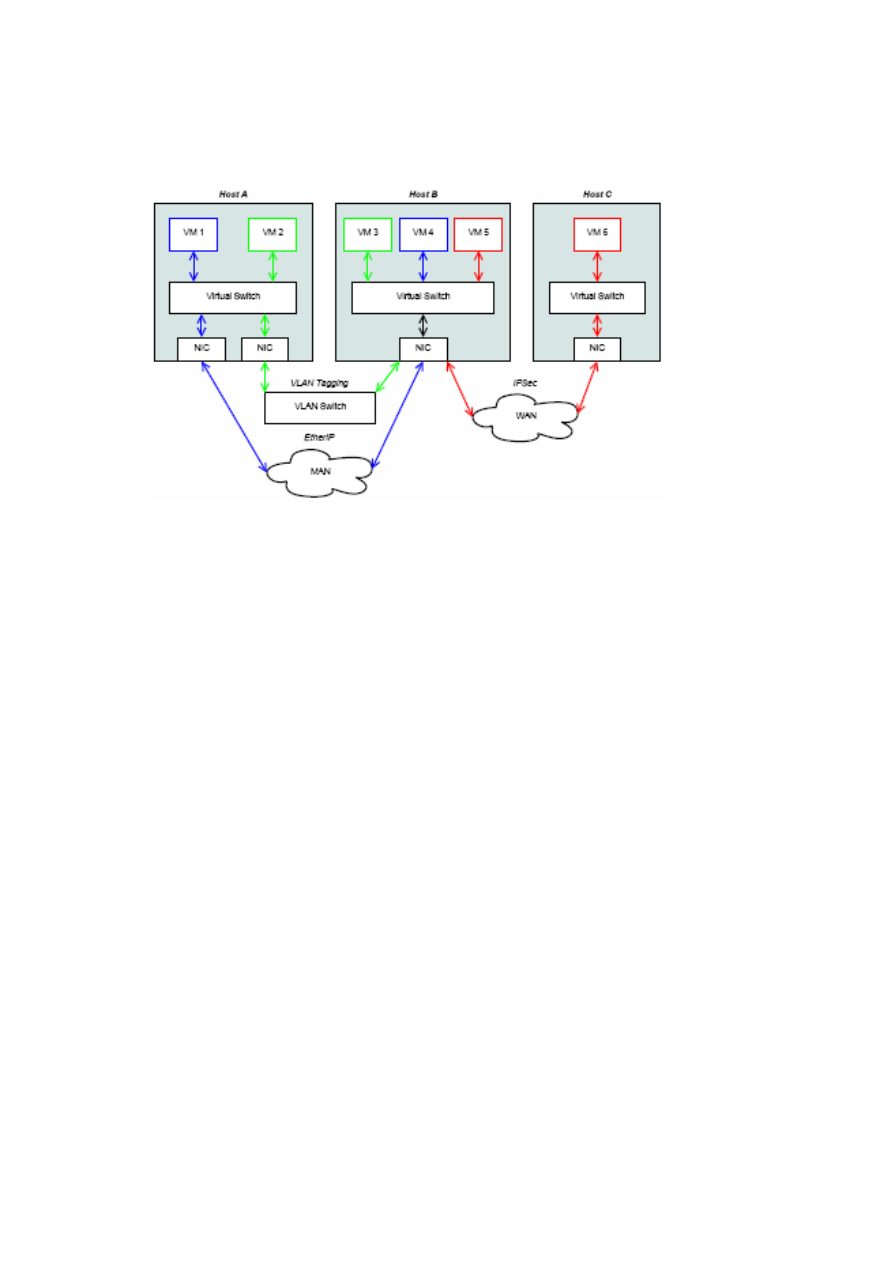 Host A
Host B
Host C
VM 1
VM 2
VM 3
VM 4
VM 5
VM 6
Virtual Switch
Virtual Switch
Virtual Switch
NIC
NIC
NIC
NIC
VLAN Tagging
IPSec
VLAN Switch
WAN
EtherIP
MAN